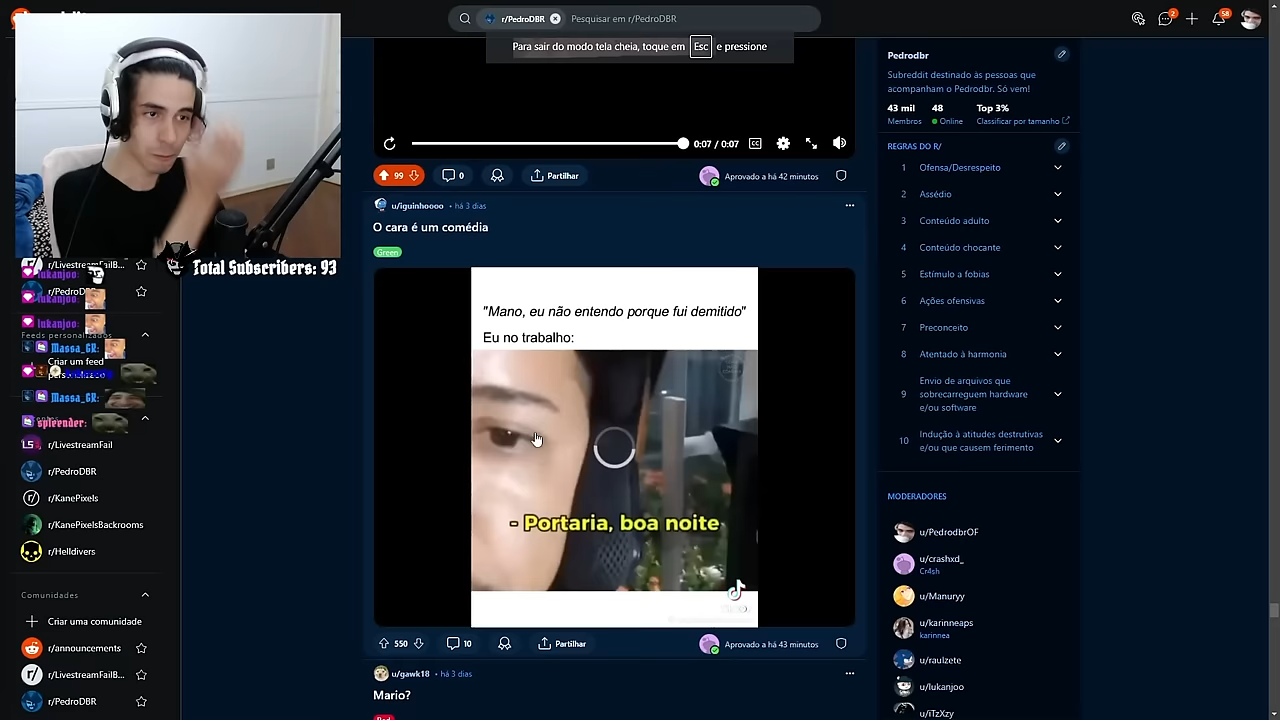 r/PedroDBR
Pesquisar em r/PedroDBR
2
58
Para sair do modo tela cheia, toque em Esc e pressione
0:07 / 0:07
CC
99
0
Partilhar
Aprovado a há 42 minutos
u/iguinhoooo • há 3 dias
O cara é um comédia
Green
"Mano, eu não entendo porque fui demitido"
Eu no trabalho:
- Portaria, boa noite
550
10
Partilhar
Aprovado a há 43 minutos
u/gawk18 • há 3 dias
Mario?
Red
Total Subscribers: 93
r/LivestreamFailB...
lukanjoo:
r/PedroD
lukanjoo:
lukanjoo:
Feeds personalizados
Massa_GR:
Criar um feed
Massa_GR:
spleender:
LS r/LivestreamFail
r/PedroDBR
r/KanePixels
r/KanePixelsBackrooms
r/Helldivers
Comunidades
Criar uma comunidade
r/announcements
r/LivestreamFailB...
r/PedroDBR
Pedrodbr
Subreddit destinado às pessoas que
acompanham o Pedrodbr. Só vem!
43 mil 48 Top 3%
Membros Online Classificar por tamanho
REGRAS DO R/
1 Ofensa/Desrespeito
2 Assédio
3 Conteúdo adulto
4 Conteúdo chocante
5 Estímulo a fobias
6 Ações ofensivas
7 Preconceito
8 Atentado à harmonia
9 Envio de arquivos que
sobrecarreguem hardware
e/ou software
10 Indução à atitudes destrutivas
e/ou que causem ferimento
MODERADORES
u/PedrodbrOF
u/crashxd_
Cr4sh
u/Manuryy
u/karinneaps
karinnea
u/raulzete
u/lukanjoo
u/iTzXzy